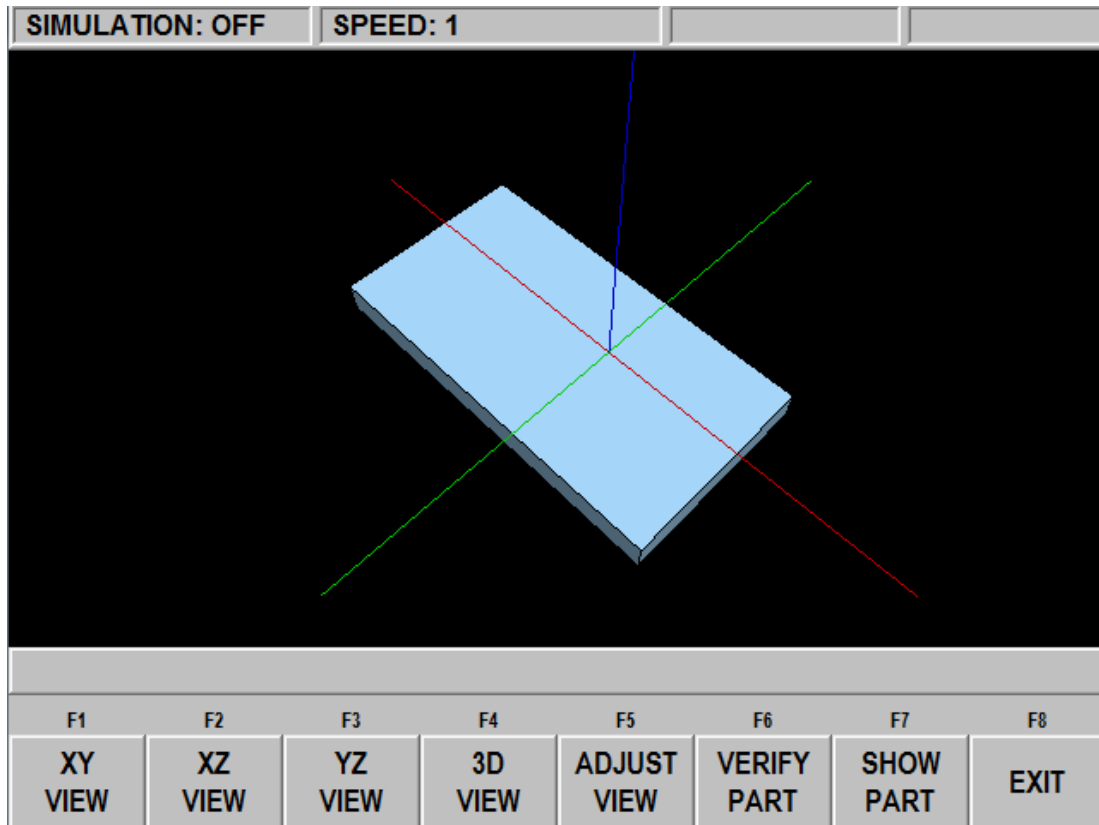 SIMULATION: OFF SPEED: 1
F1 F2 F3 F4 F5 F6 F7 F8
XY VIEW
XZ VIEW
YZ VIEW
3D VIEW
ADJUST VIEW
VERIFY PART
SHOW PART
EXIT